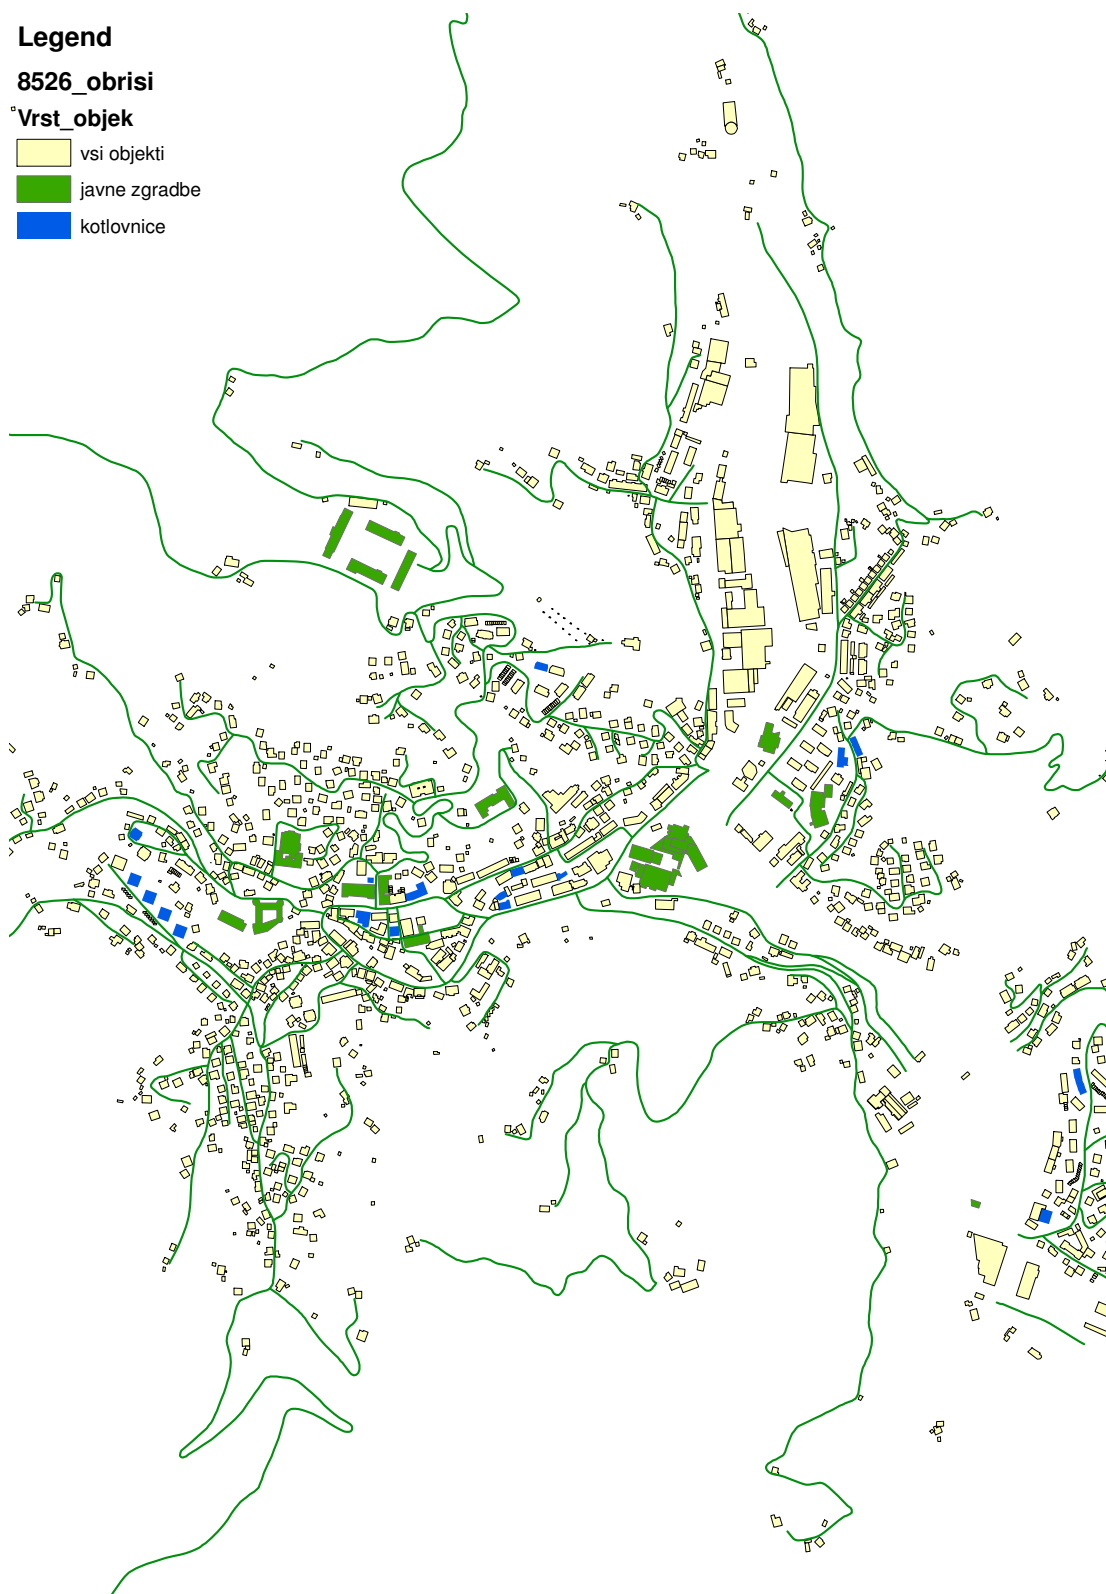 Legend
8526_obrisi
Vrst_objek
vsi objekti
javne zgradbe
kotlovnice